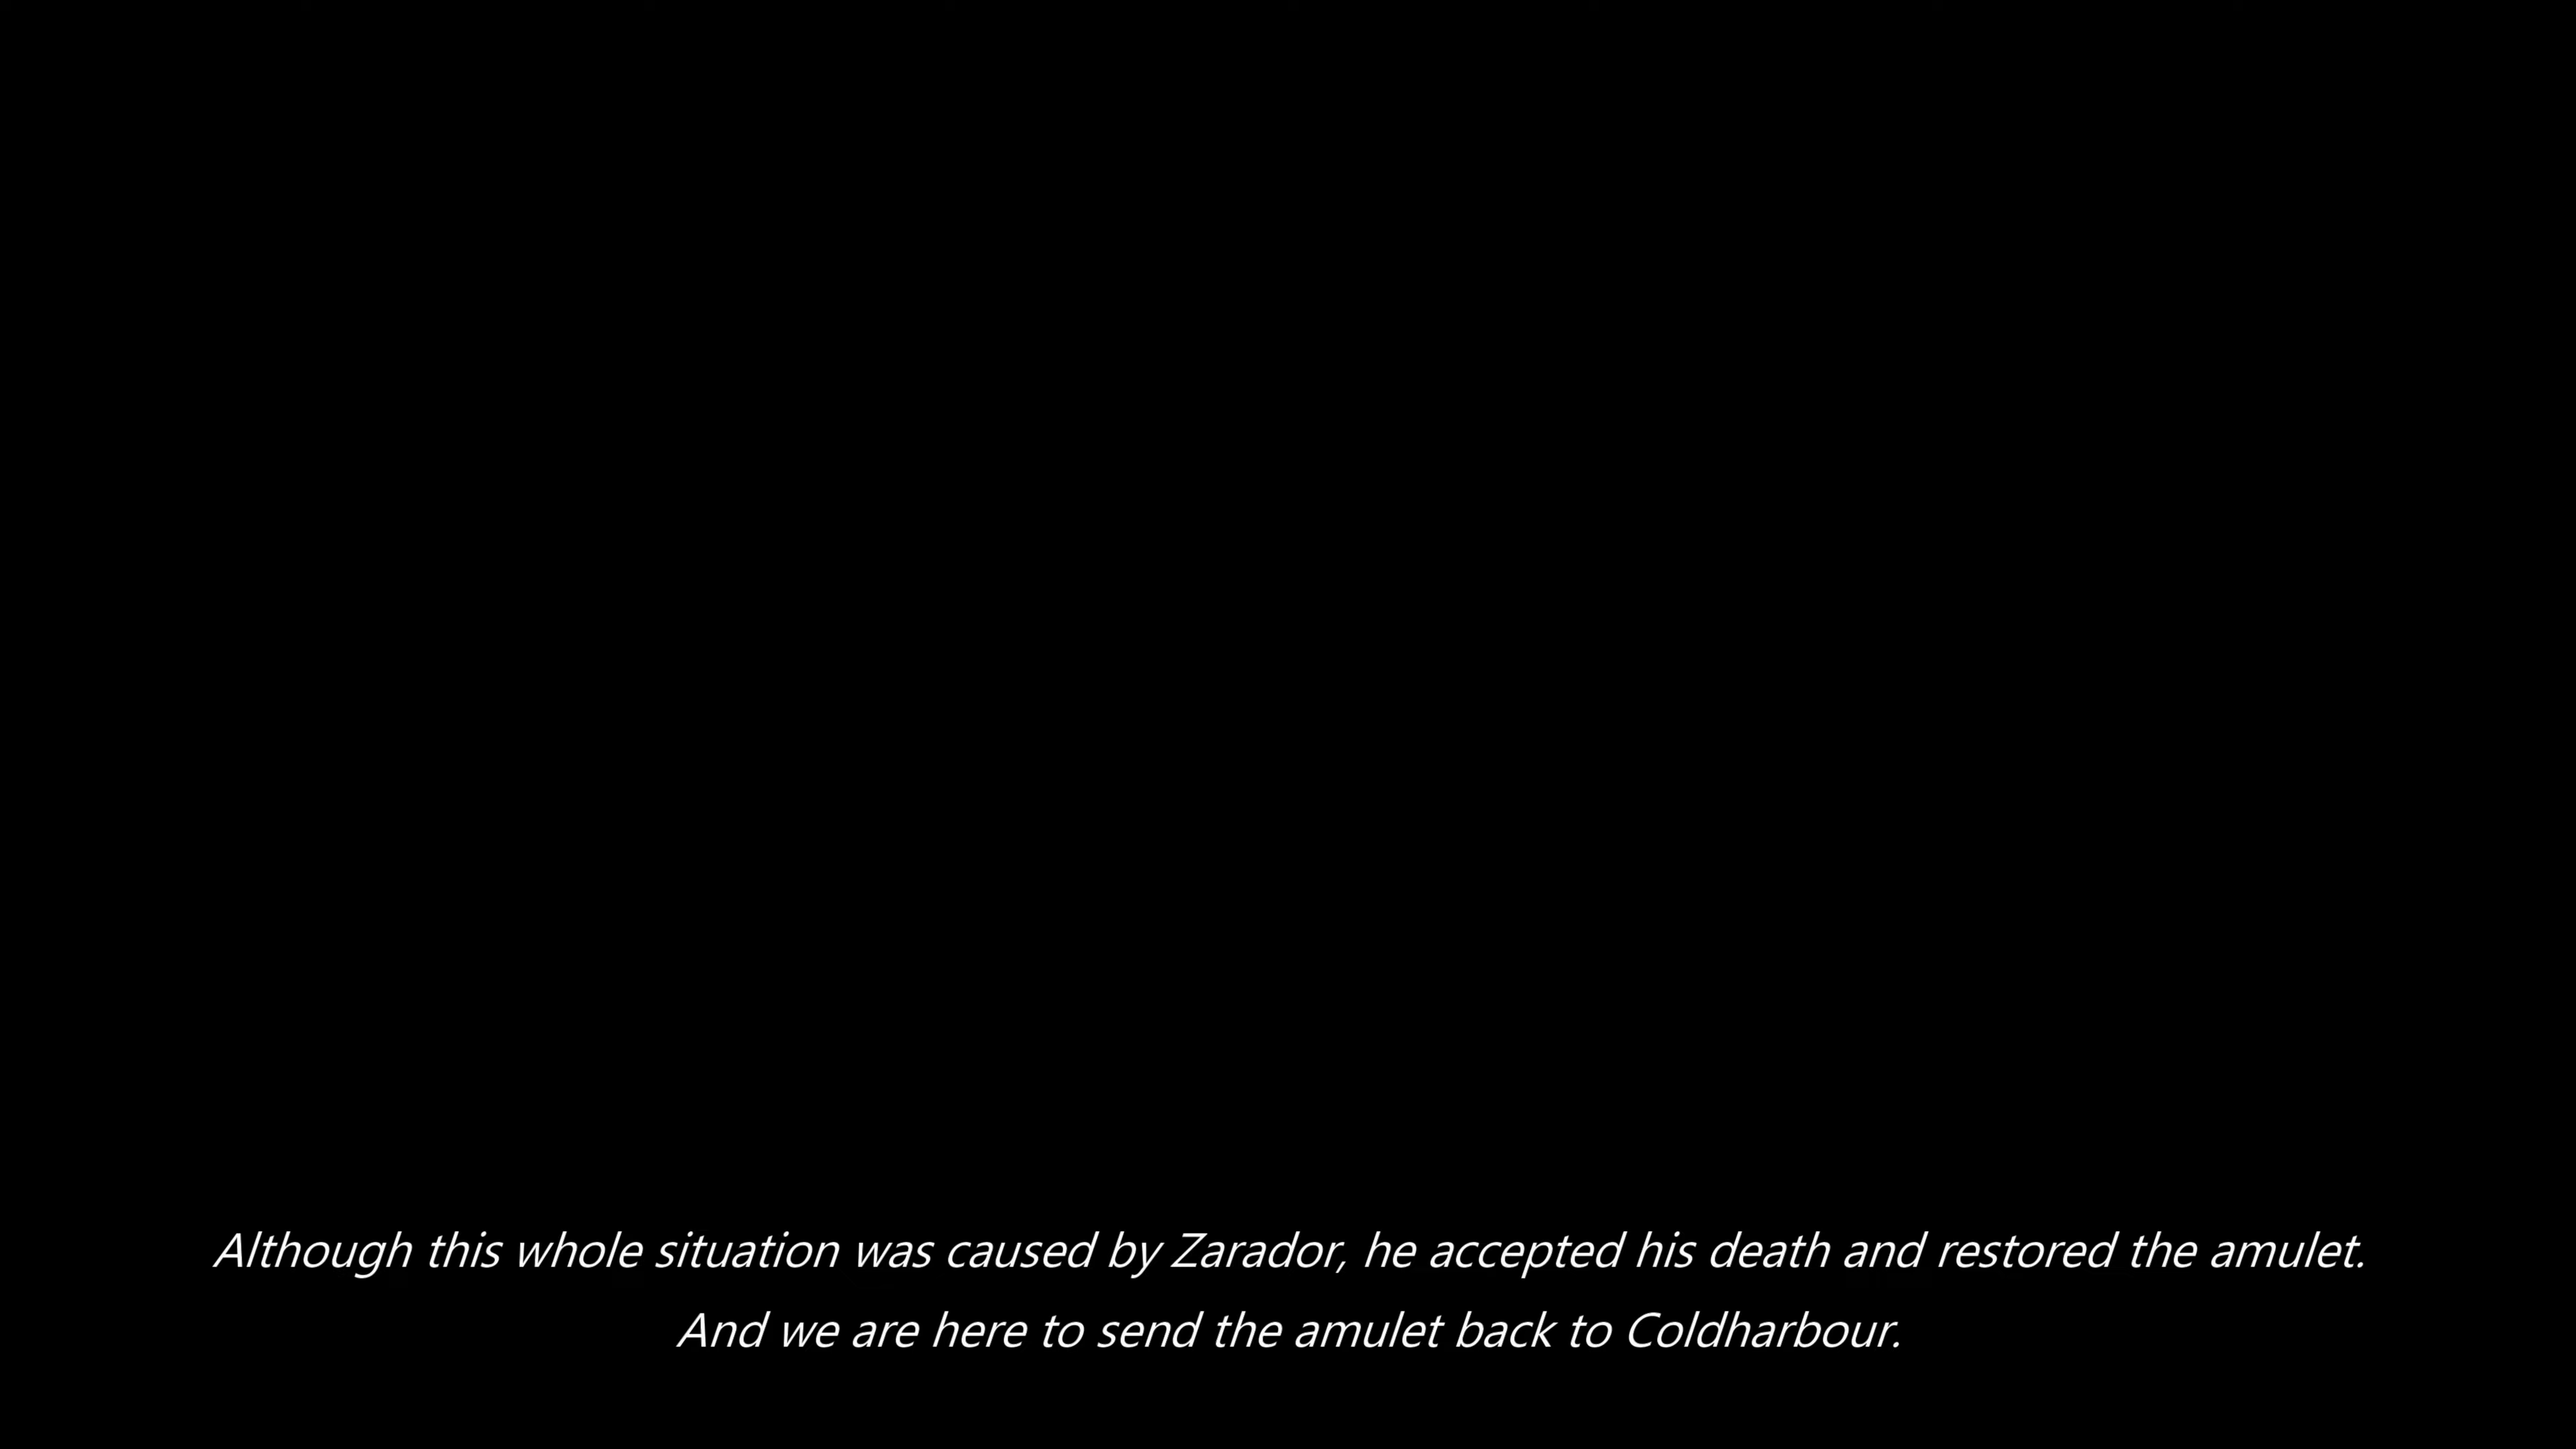 Although this whole situation was caused by Zarador, he accepted his death and restored the amulet.
And we are here to send the amulet back to Coldharbour.